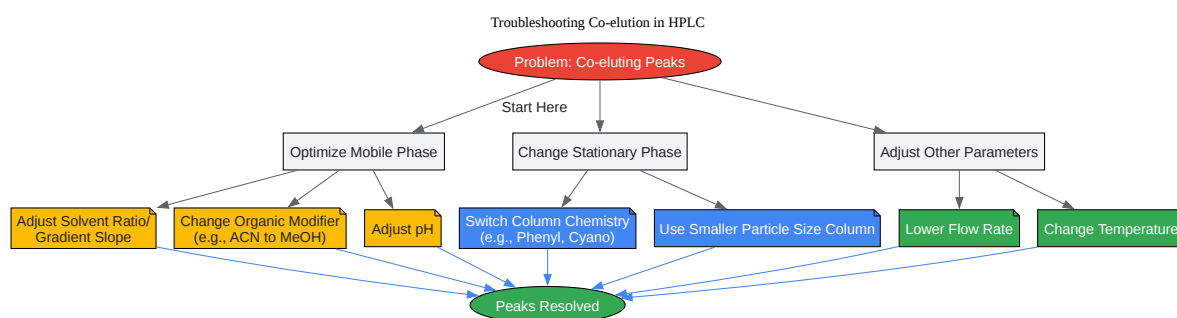 Troubleshooting Co-elution in HPLC
Problem: Co-eluting Peaks
Start Here
Optimize Mobile Phase
Change Stationary Phase
Adjust Other Parameters
Adjust Solvent Ratio/
Gradient Slope
Change Organic Modifier
(e.g., ACN to MeOH)
Adjust pH
Switch Column Chemistry
(e.g., Phenyl, Cyano)
Use Smaller Particle Size Column
Lower Flow Rate
Change Temperature
Peaks Resolved